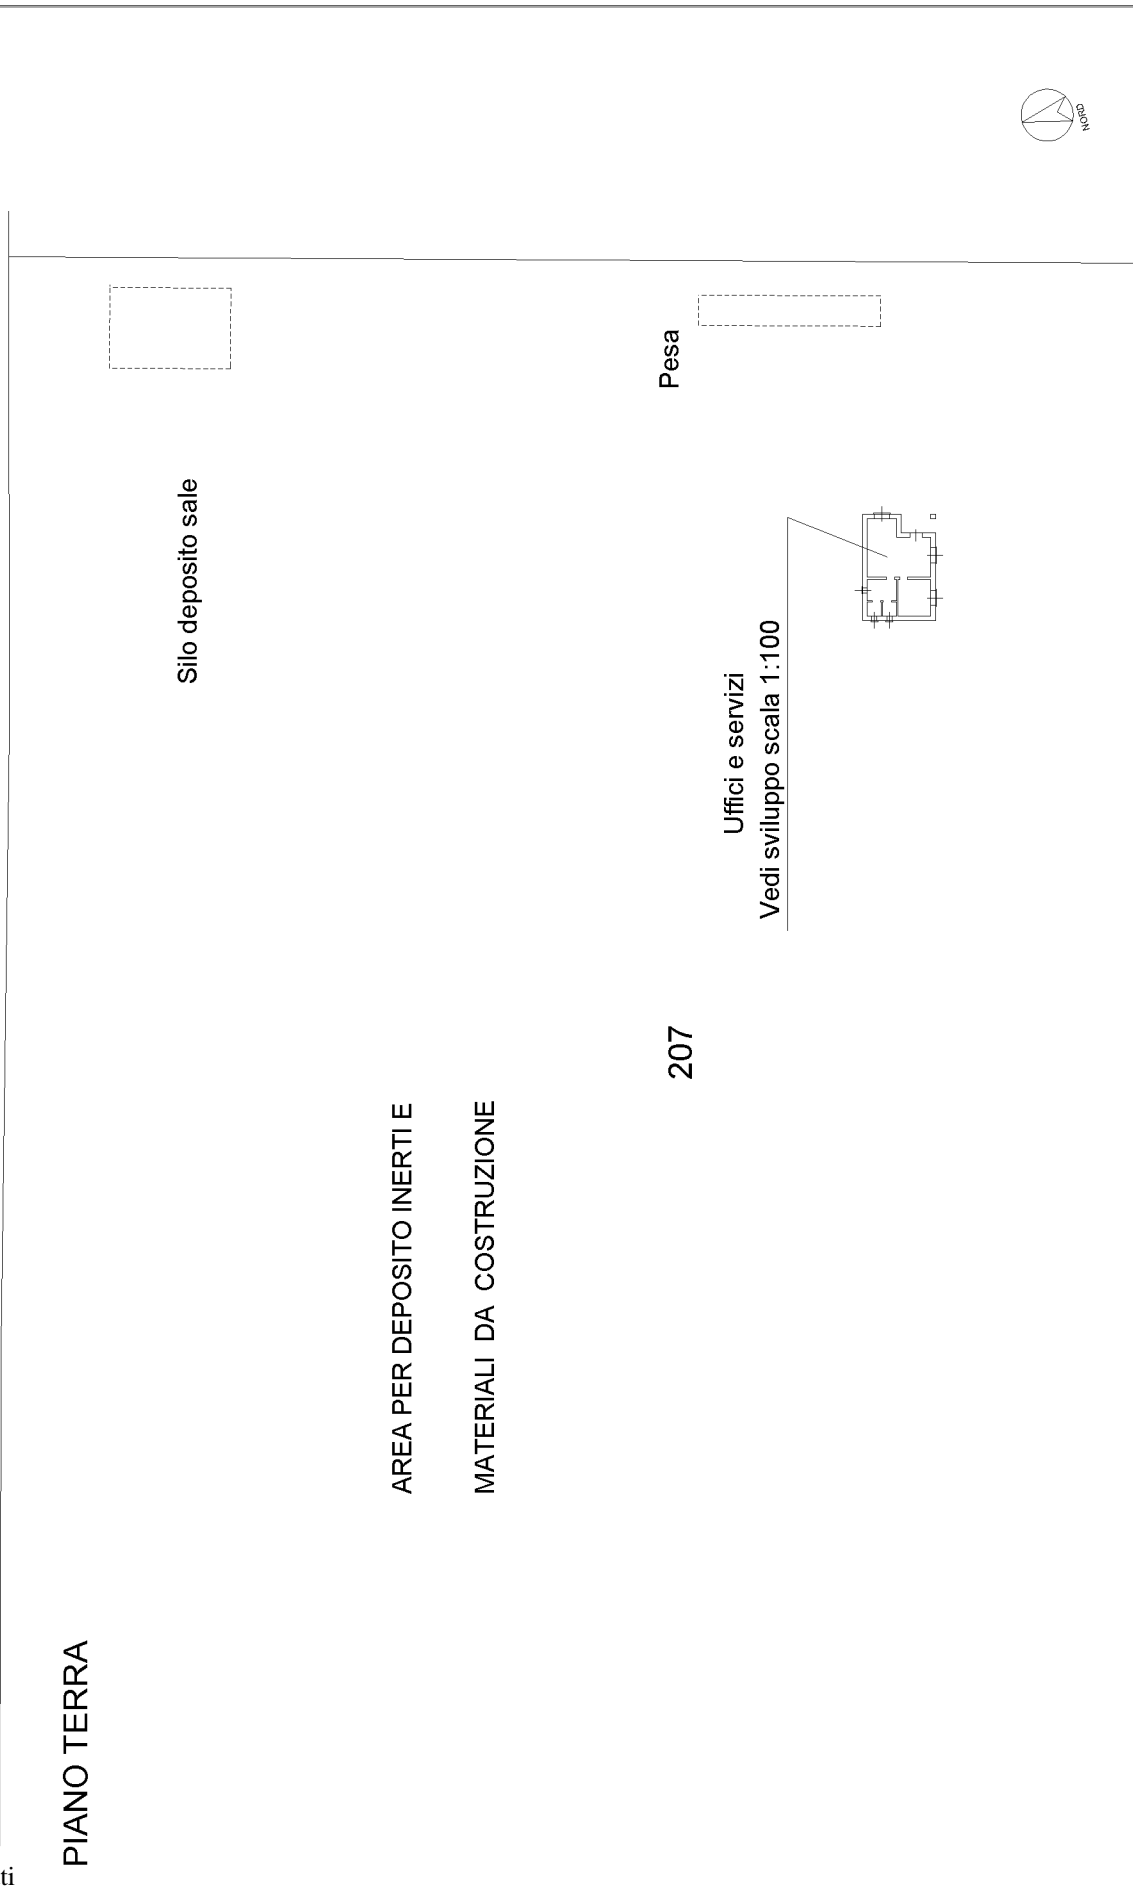 PIANO TERRA
Silo deposito sale
AREA PER DEPOSITO INERTI E
MATERIALI  DA  COSTRUZIONE
Pesa
207
Uffici e servizi
Vedi sviluppo scala 1:100
NORD
ti